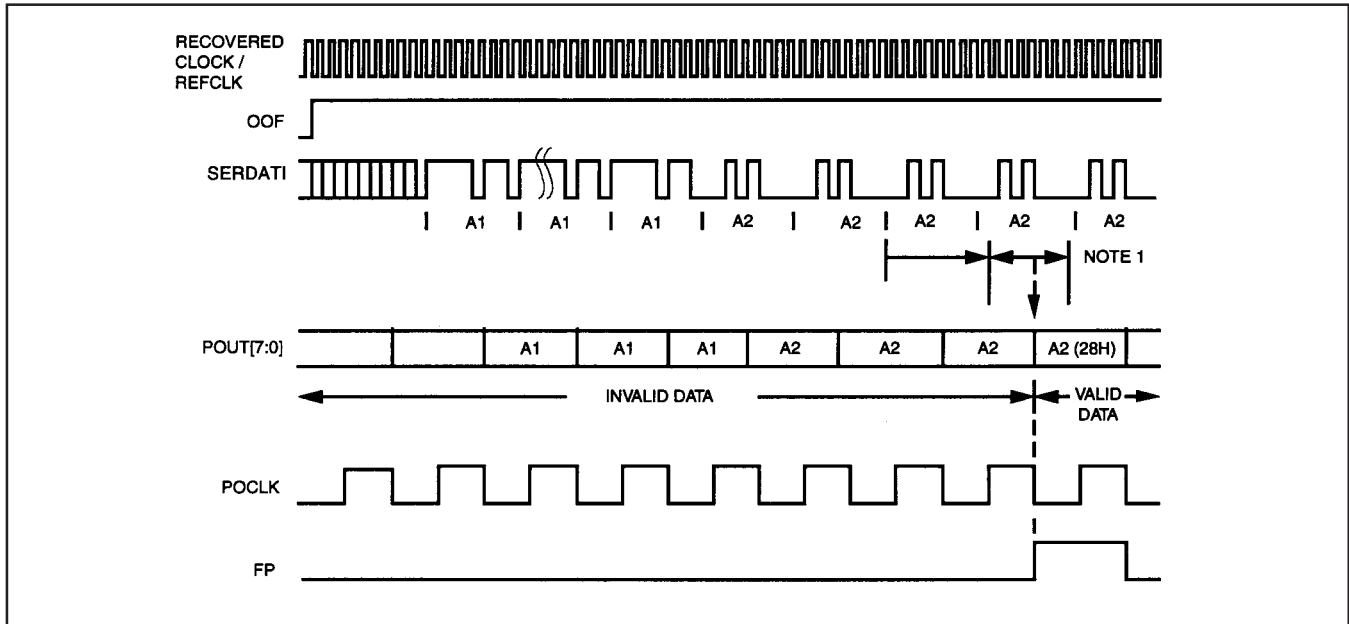 RECOVERED
CLOCK /
REFCLK
OOF
SERDATI
| A1 | A1 | A1 | A2 | A2 | A2 | A2 | A2
NOTE 1
POUT[7:0]
A1 A1 A1 A2 A2 A2 A2 (28H)
INVALID DATA
VALID
DATA
POCLK
FP